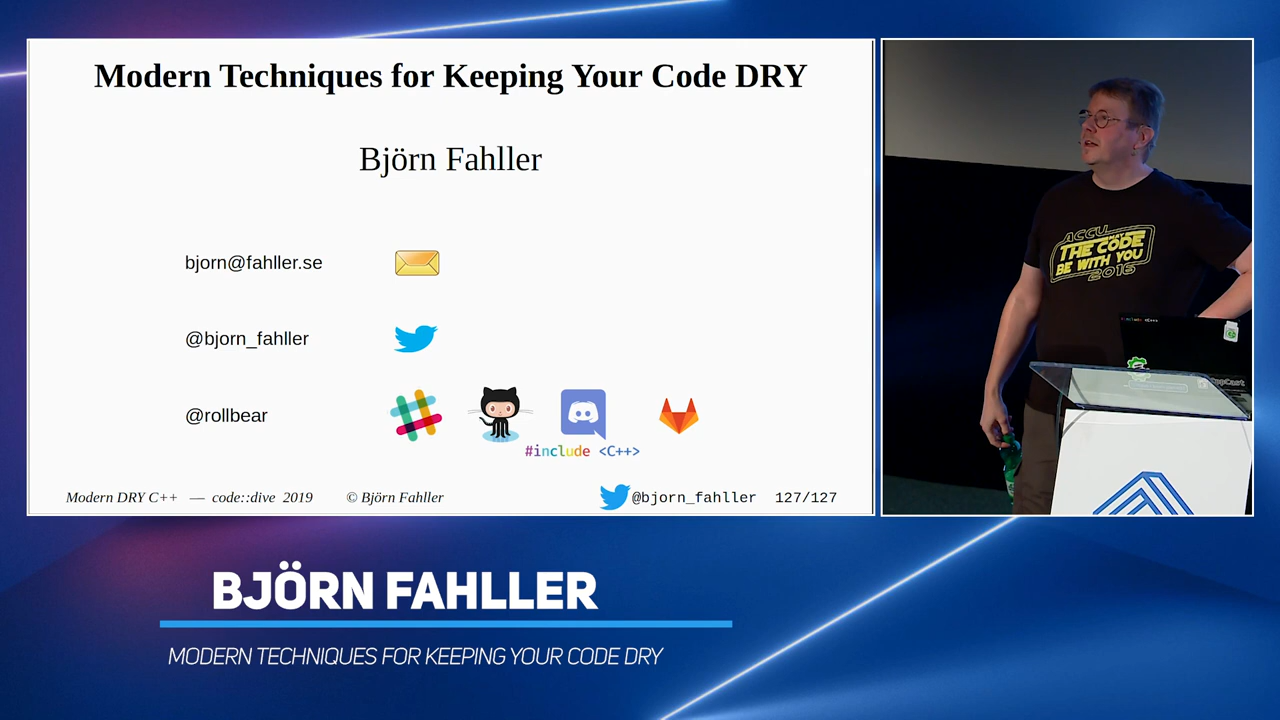 Modern Techniques for Keeping Your Code DRY
Björn Fahller
bjorn@fahller.se
@bjorn_fahller
@rollbear
#include <C++>
Modern DRY C++ — code::dive 2019 © Björn Fahller @bjorn_fahller 127/127
ACCU
MAY
THE CODE
BE WITH YOU
2016
#include <C++>
BJÖRN FAHLLER
MODERN TECHNIQUES FOR KEEPING YOUR CODE DRY